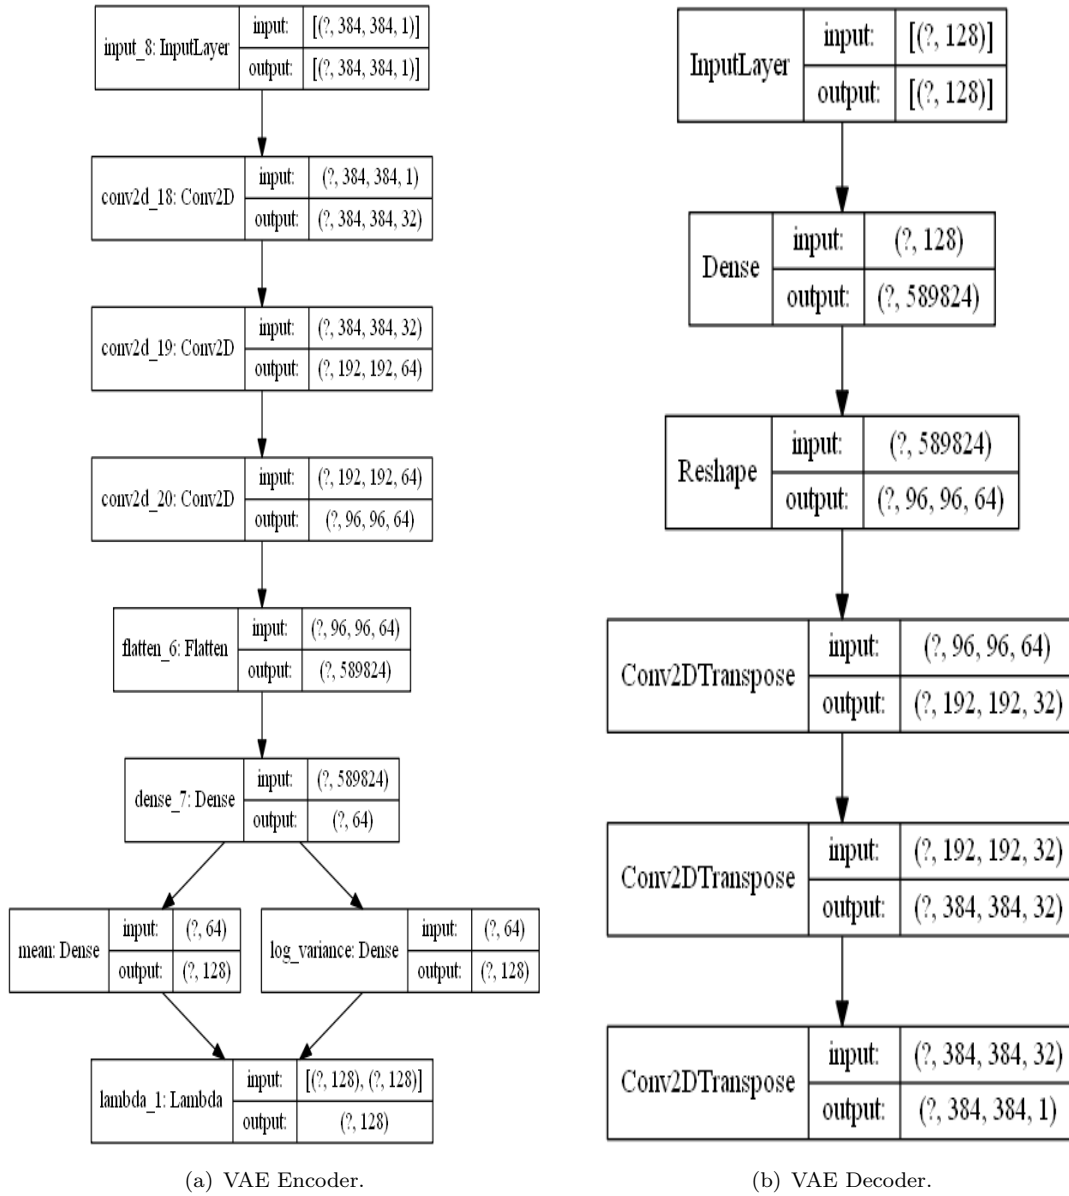 input_8: InputLayer
input: [(?, 384, 384, 1)]
output: [(?, 384, 384, 1)]
conv2d_18: Conv2D
input: (?, 384, 384, 1)
output: (?, 384, 384, 32)
conv2d_19: Conv2D
input: (?, 384, 384, 32)
output: (?, 192, 192, 64)
conv2d_20: Conv2D
input: (?, 192, 192, 64)
output: (?, 96, 96, 64)
flatten_6: Flatten
input: (?, 96, 96, 64)
output: (?, 589824)
dense_7: Dense
input: (?, 589824)
output: (?, 64)
mean: Dense
input: (?, 64)
output: (?, 128)
log_variance: Dense
input: (?, 64)
output: (?, 128)
lambda_1: Lambda
input: [(?, 128), (?, 128)]
output: (?, 128)
(a) VAE Encoder.
InputLayer
input: [(?, 128)]
output: [(?, 128)]
Dense
input: (?, 128)
output: (?, 589824)
Reshape
input: (?, 589824)
output: (?, 96, 96, 64)
Conv2DTranspose
input: (?, 96, 96, 64)
output: (?, 192, 192, 32)
Conv2DTranspose
input: (?, 192, 192, 32)
output: (?, 384, 384, 32)
Conv2DTranspose
input: (?, 384, 384, 32)
output: (?, 384, 384, 1)
(b) VAE Decoder.